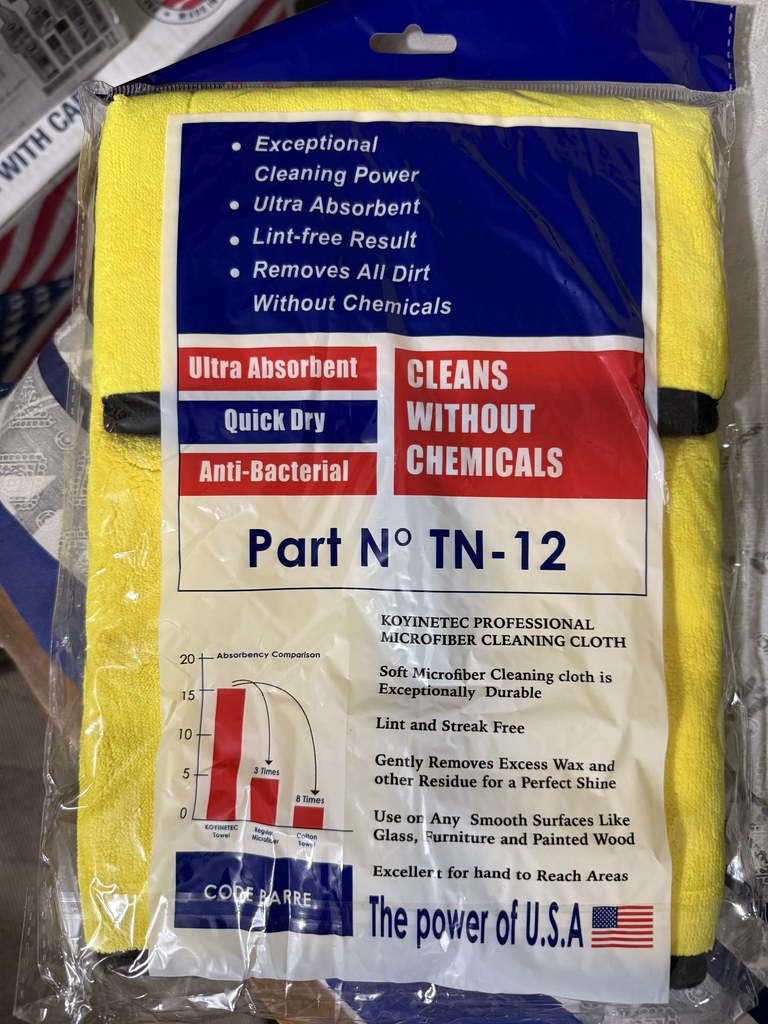 WITH CA
• Exceptional
Cleaning Power
• Ultra Absorbent
• Lint-free Result
• Removes All Dirt
Without Chemicals
Ultra Absorbent
Quick Dry
Anti-Bacterial
CLEANS
WITHOUT
CHEMICALS
Part N° TN-12
KOYINETEC PROFESSIONAL
MICROFIBER CLEANING CLOTH
Soft Microfiber Cleaning cloth is
Exceptionally Durable
Lint and Streak Free
Gently Removes Excess Wax and
other Residue for a Perfect Shine
Use on Any Smooth Surfaces Like
Glass, Furniture and Painted Wood
Excellent for hand to Reach Areas
Absorbency Comparison
20
15
10
5
0
3 Times
8 Times
KOYINETEC
Towel
Regular
Microfiber
Cotton
Towel
CODE BARRE
The power of U.S.A